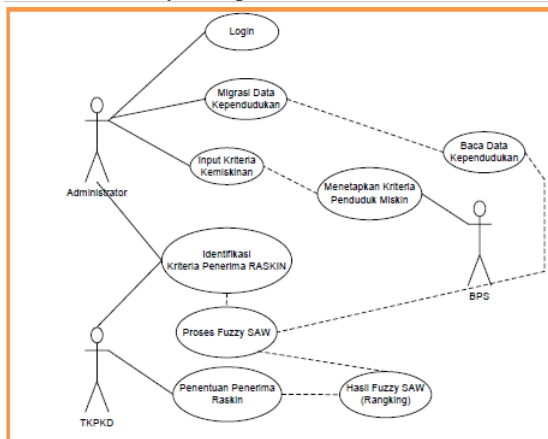 Login
Migrasi Data
Kependudukan
Baca Data
Kependudukan
Input Kriteria
Kemiskinan
Menetapkan Kriteria
Penduduk Miskin
Administrator
Identifikasi
Kriteria Penerima RASKIN
BPS
Proses Fuzzy SAW
Penentuan Penerima
Raskin
Hasil Fuzzy SAW
(Rangking)
TKPKD